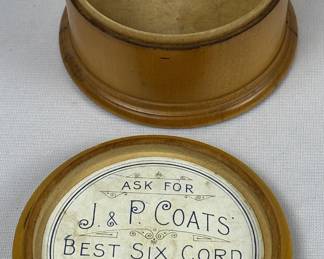 ASK FOR
J. & P. COATS'
BEST SIX CORD